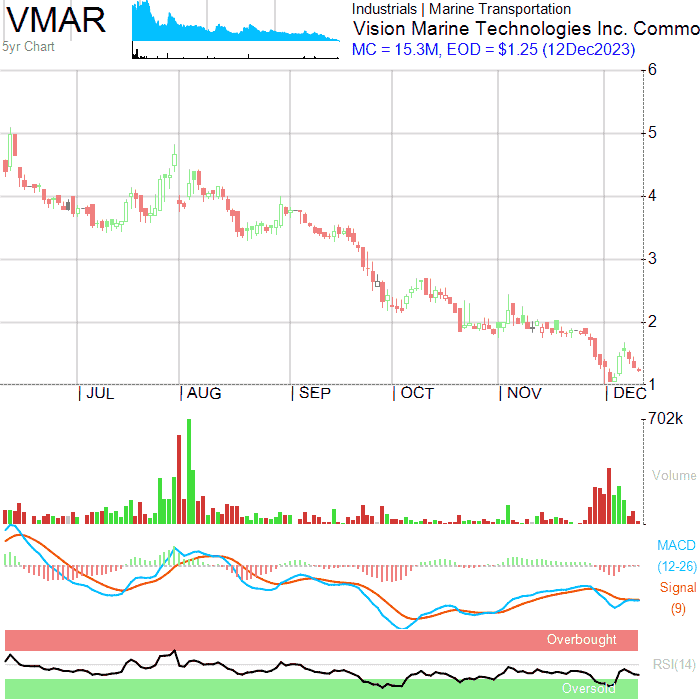 VMAR
5yr Chart
Industrials | Marine Transportation
Vision Marine Technologies Inc. Commo
MC = 15.3M, EOD = $1.25 (12Dec2023)
6
5
4
3
2
1
| JUL | AUG | SEP | OCT | NOV | DEC
702k
Volume
MACD
(12-26)
Signal
(9)
Overbought
RSI(14)
Oversold